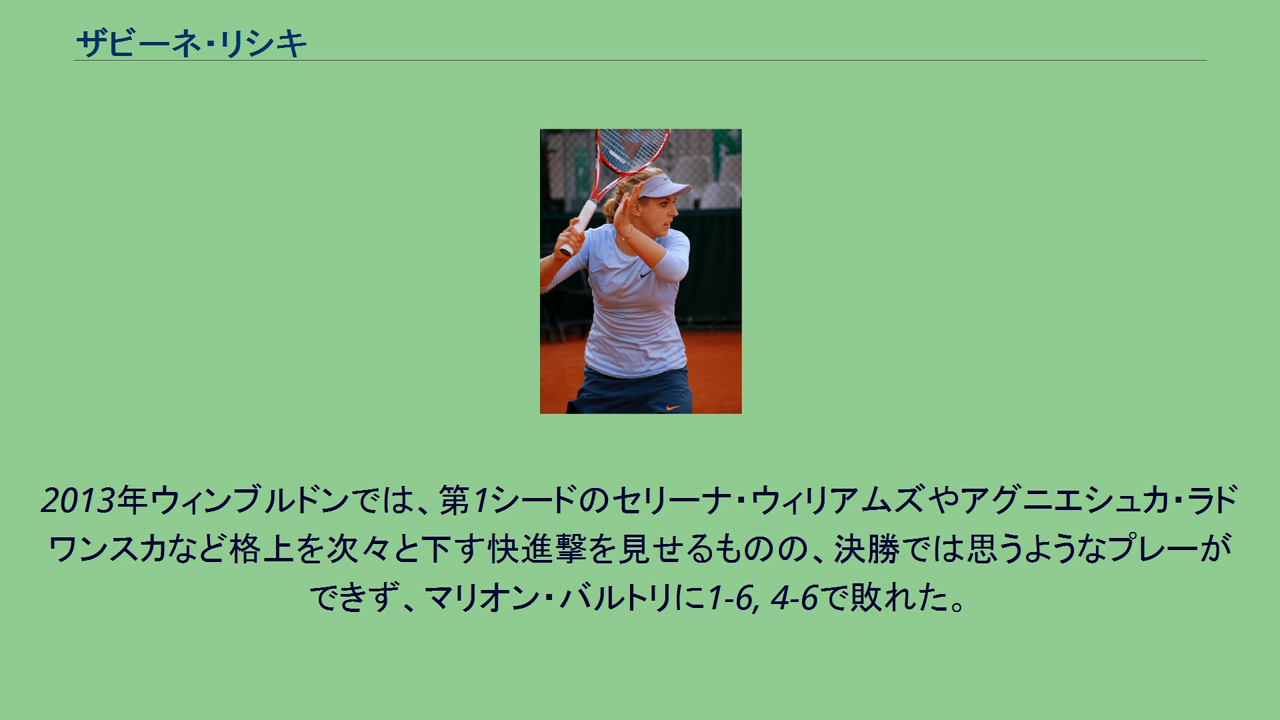 ザビーネ・リシキ
2013年ウィンブルドンでは、第1シードのセリーナ・ウィリアムズやアグニエシュカ・ラド
ワンスカなど格上を次々と下す快進撃を見せるものの、決勝では思うようなプレーが
できず、マリオン・バルトリに1-6, 4-6で敗れた。